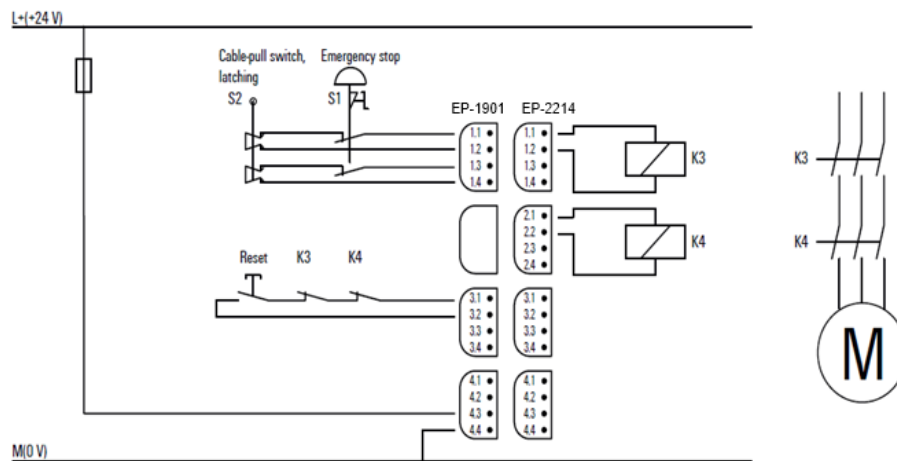 L+(+24 V)
Cable-pull switch,
latching
S2
Emergency stop
S1
EP-1901
EP-2214
1.1
1.2
1.3
1.4
1.1
1.2
1.3
1.4
K3
2.1
2.2
2.3
2.4
K4
Reset
K3
K4
3.1
3.2
3.3
3.4
3.1
3.2
3.3
3.4
4.1
4.2
4.3
4.4
4.1
4.2
4.3
4.4
K3
K4
M
M(0 V)